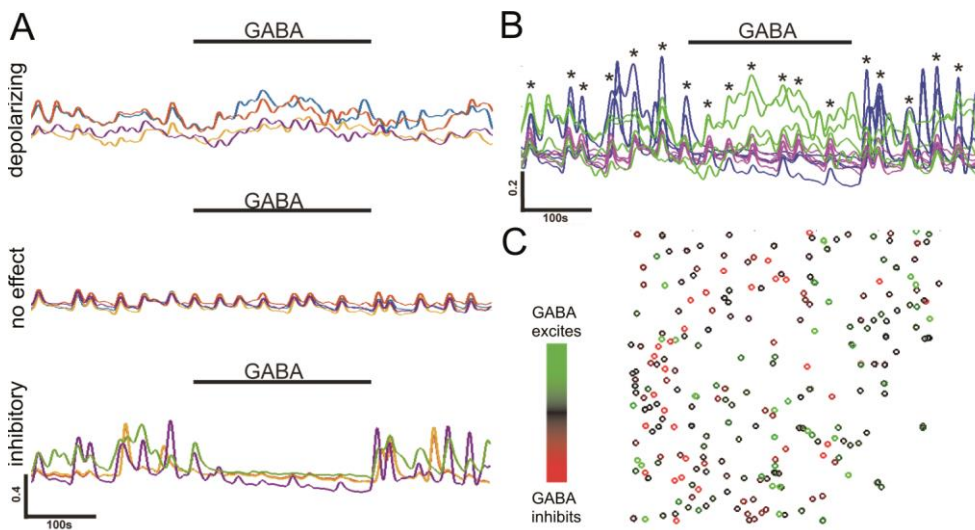 A
GABA
depolarizing
GABA
no effect
GABA
inhibitory
0.4
100s
B
GABA
* * * * * * * * * * * * * * * * *
0.2
100s
C
GABA
excites
GABA
inhibits